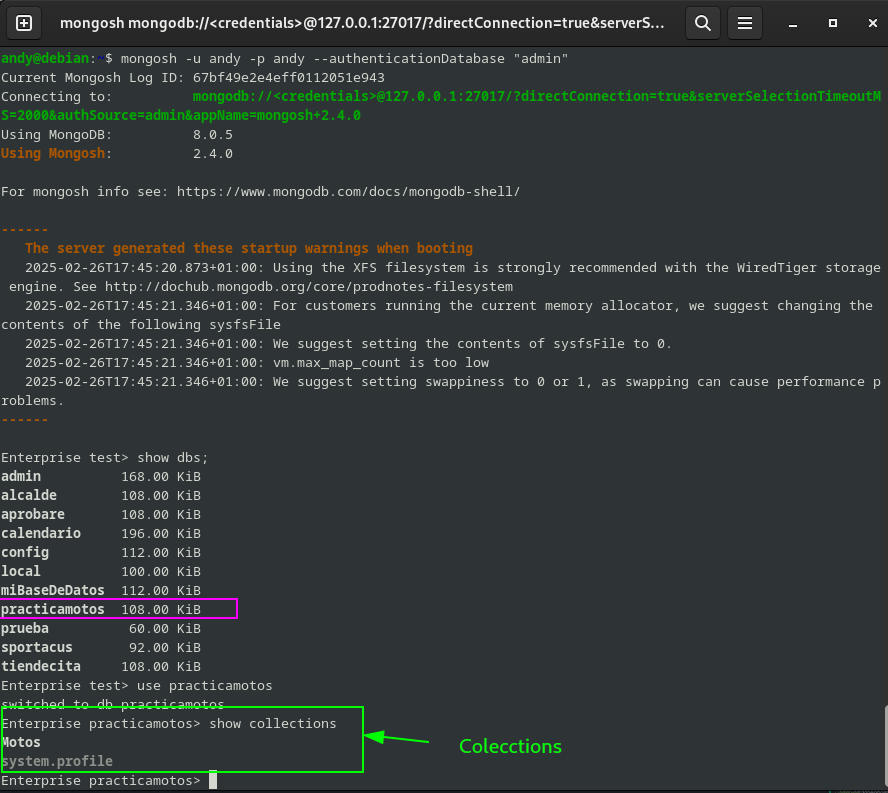 mongosh mongodb://<credentials>@127.0.0.1:27017/?directConnection=true&serverS...
andy@debian:~$ mongosh -u andy -p andy --authenticationDatabase "admin"
Current Mongosh Log ID: 67bf49e2e4eff0112051e943
Connecting to:          mongodb://<credentials>@127.0.0.1:27017/?directConnection=true&serverSelectionTimeoutM
S=2000&authSource=admin&appName=mongosh+2.4.0
Using MongoDB:          8.0.5
Using Mongosh:          2.4.0
For mongosh info see: https://www.mongodb.com/docs/mongodb-shell/
------
   The server generated these startup warnings when booting
   2025-02-26T17:45:20.873+01:00: Using the XFS filesystem is strongly recommended with the WiredTiger storage
 engine. See http://dochub.mongodb.org/core/prodnotes-filesystem
   2025-02-26T17:45:21.346+01:00: For customers running the current memory allocator, we suggest changing the
contents of the following sysfsFile
   2025-02-26T17:45:21.346+01:00: We suggest setting the contents of sysfsFile to 0.
   2025-02-26T17:45:21.346+01:00: vm.max_map_count is too low
   2025-02-26T17:45:21.346+01:00: We suggest setting swappiness to 0 or 1, as swapping can cause performance p
roblems.
------
Enterprise test> show dbs;
admin          168.00 KiB
alcalde        108.00 KiB
aprobare       108.00 KiB
calendario     196.00 KiB
config         112.00 KiB
local          100.00 KiB
miBaseDeDatos  112.00 KiB
practicamotos  108.00 KiB
prueba          60.00 KiB
sportacus       92.00 KiB
tiendecita     108.00 KiB
Enterprise test> use practicamotos
switched to db practicamotos
Enterprise practicamotos> show collections
Motos
Colecctions
system.profile
Enterprise practicamotos>